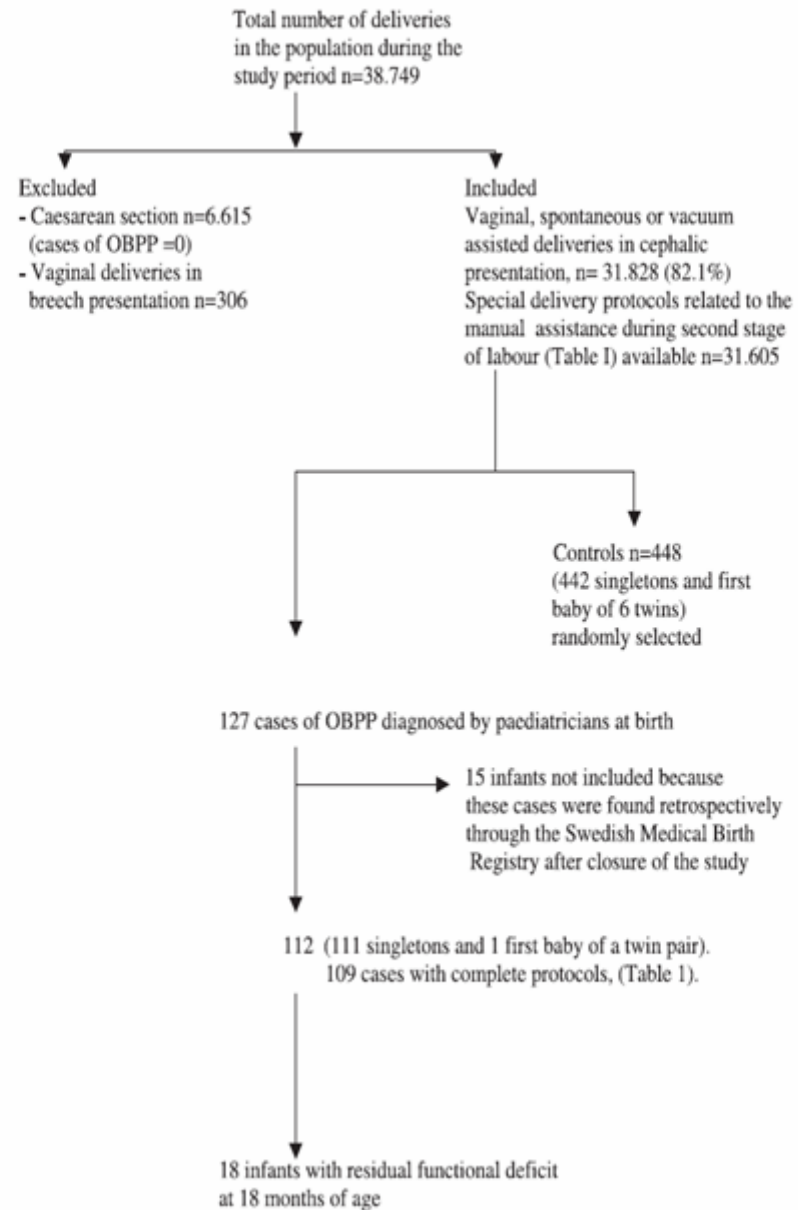 Total number of deliveries
in the population during the
study period n=38.749
Excluded
- Caesarean section n=6.615
(cases of OBPP =0)
- Vaginal deliveries in
breech presentation n=306
Included
Vaginal, spontaneous or vacuum
assisted deliveries in cephalic
presentation, n= 31.828 (82.1%)
Special delivery protocols related to the
manual assistance during second stage
of labour (Table I) available n=31.605
Controls n=448
(442 singletons and first
baby of 6 twins)
randomly selected
127 cases of OBPP diagnosed by paediatricians at birth
15 infants not included because
these cases were found retrospectively
through the Swedish Medical Birth
Registry after closure of the study
112 (111 singletons and 1 first baby of a twin pair).
109 cases with complete protocols, (Table 1).
18 infants with residual functional deficit
at 18 months of age